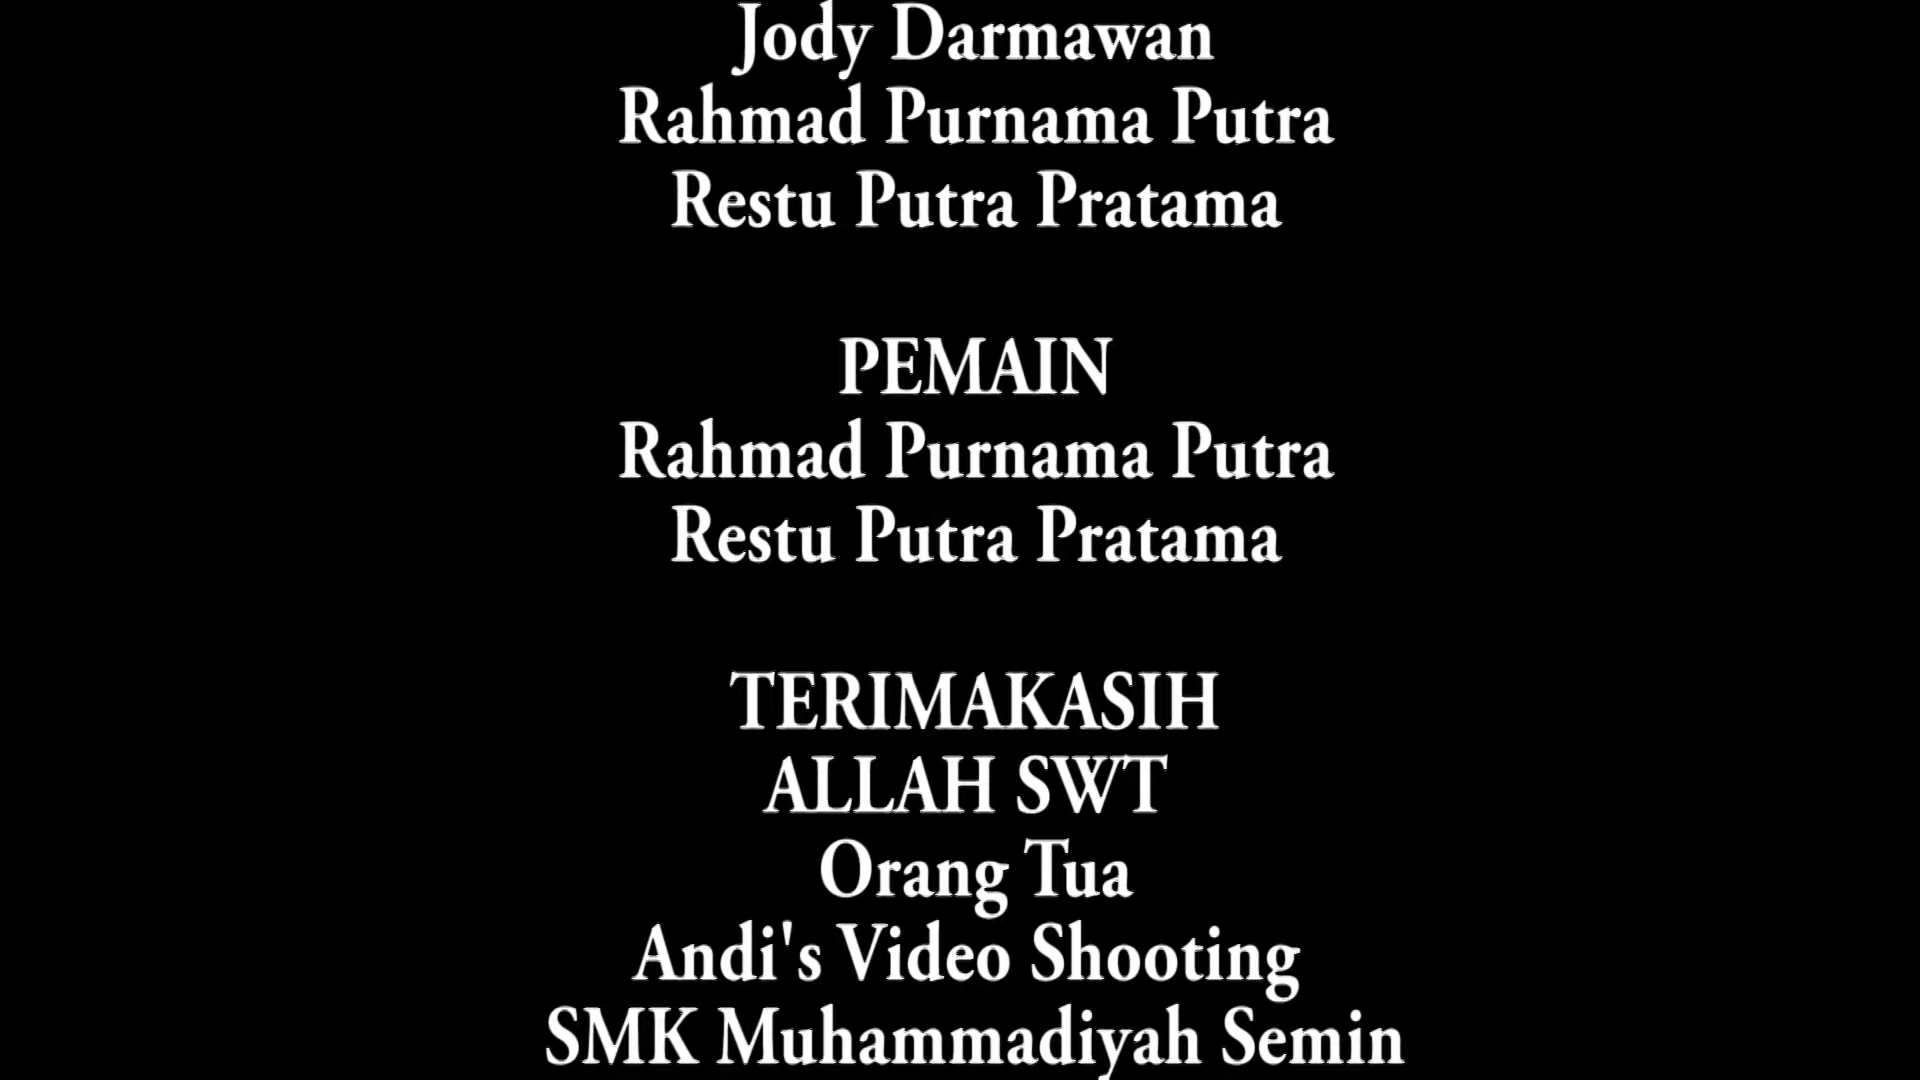 Jody Darmawan
Rahmad Purnama Putra
Restu Putra Pratama
PEMAIN
Rahmad Purnama Putra
Restu Putra Pratama
TERIMAKASIH
ALLAH SWT
Orang Tua
Andi's Video Shooting
SMK Muhammadiyah Semin